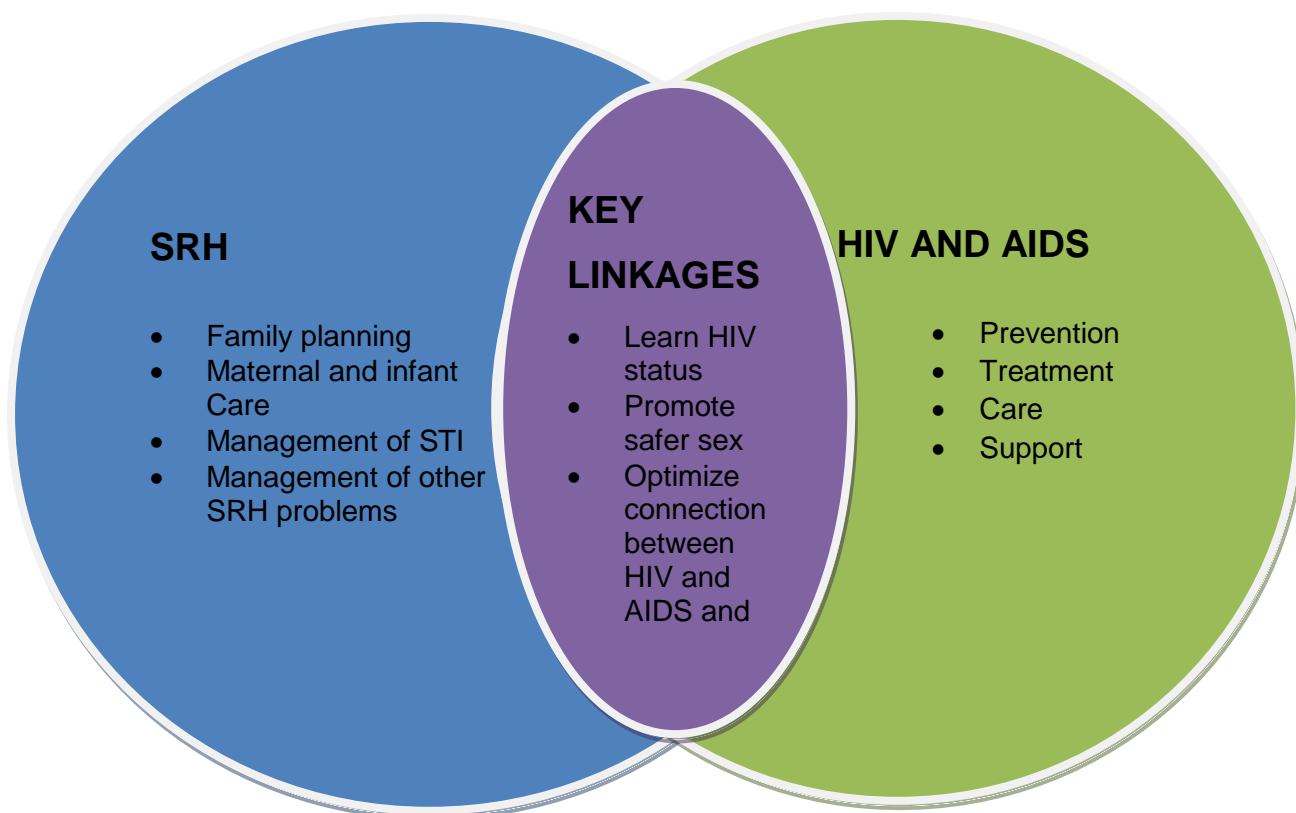 SRH
• Family planning
• Maternal and infant
Care
• Management of STI
• Management of other
SRH problems
KEY
LINKAGES
• Learn HIV
status
• Promote
safer sex
• Optimize
connection
between
HIV and
AIDS and
HIV AND AIDS
• Prevention
• Treatment
• Care
• Support